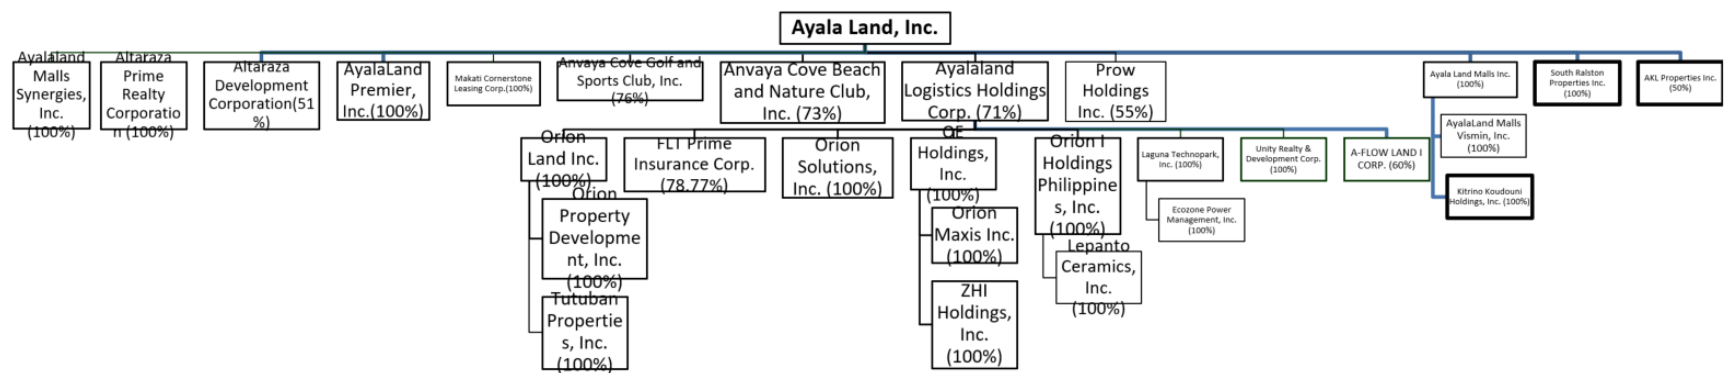 Ayala Land, Inc.
Ayalaland
Malls
Synergies,
Inc.
(100%)
Altaraza
Prime
Realty
Corporatio
n (100%)
Altaraza
Development
Corporation(51
%)
AyalaLand
Premier,
Inc.(100%)
Makati Cornerstone
Leasing Corp.(100%)
Anvaya Cove Golf and
Sports Club, Inc.
(76%)
Anvaya Cove Beach
and Nature Club,
Inc. (73%)
Ayalaland
Logistics Holdings
Corp. (71%)
Prow
Holdings
Inc. (55%)
Ayala Land Malls Inc.
(100%)
South Ralston
Properties Inc.
(100%)
AKL Properties Inc.
(50%)
Orion
Land Inc.
(100%)
FLT Prime
Insurance Corp.
(78.77%)
Orion
Solutions,
Inc. (100%)
OE
Holdings,
Inc.
(100%)
Orion I
Holdings
Philippine
s, Inc.
(100%)
Laguna Technopark,
Inc. (100%)
Unity Realty &
Development Corp.
(100%)
A-FLOW LAND I
CORP. (60%)
AyalaLand Malls
Vismin, Inc.
(100%)
Kitrino Koudouni
Holdings, Inc. (100%)
Orion
Property
Developme
nt, Inc.
(100%)
Tutuban
Propertie
s, Inc.
(100%)
Orion
Maxis Inc.
(100%)
ZHI
Holdings,
Inc.
(100%)
Lepanto
Ceramics,
Inc.
(100%)
Ecozone Power
Management, Inc.
(100%)